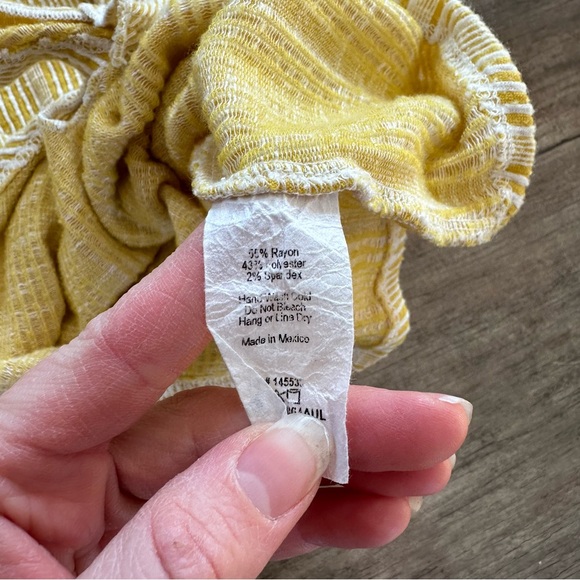 55% Rayon
43% Polyester
2% Spandex
Hand Wash Cold
Do Not Bleach
Hang or Line Dry
Made in Mexico
# 14553